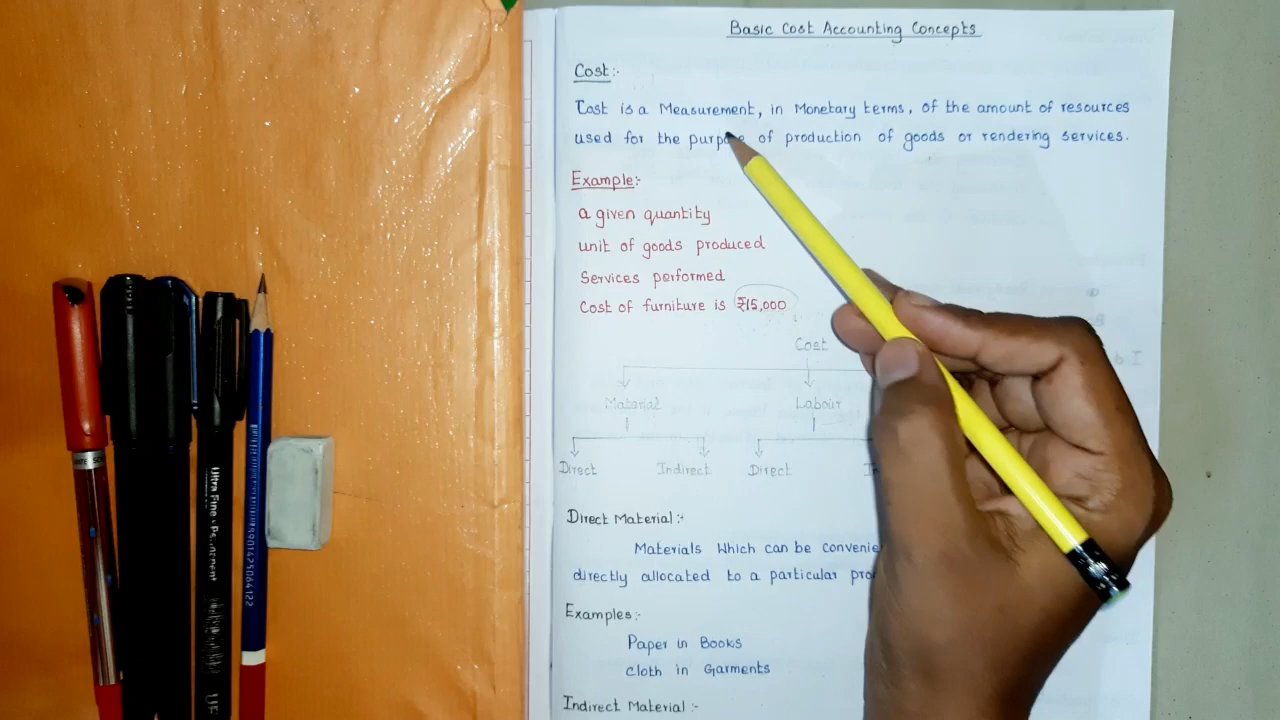 Basic Cost Accounting Concepts
Cost:-
Cost is a Measurement, in Monetary terms, of the amount of resources
used for the purpose of production of goods or rendering services.
Example:-
a given quantity
unit of goods produced
Services performed
Cost of furniture is ₹15,000
Cost
Material Labour
Direct Indirect Direct In
Direct Material:-
Materials Which can be convenie
directly allocated to a particular pro
Examples:-
Paper in Books
Cloth in Garments
Indirect Material:-
Ultra Fine Permanent
8901425064122